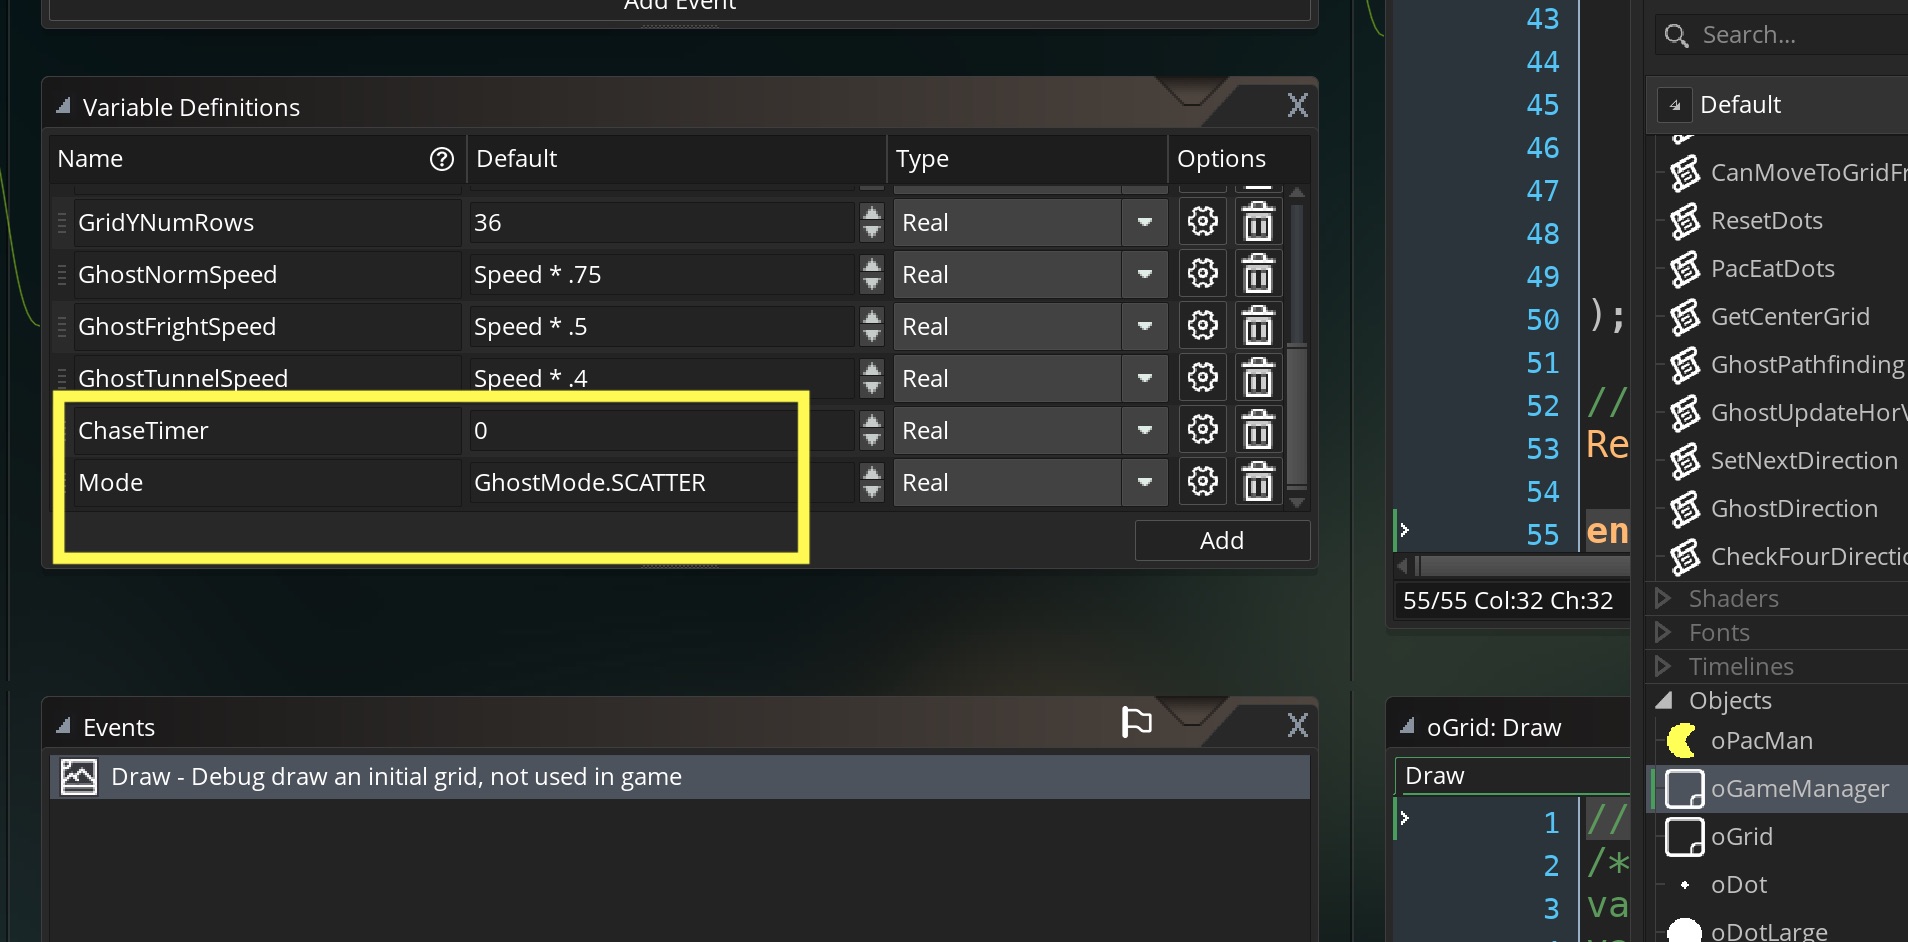 Add Event
Variable Definitions
X
Name
?
Default
Type
Options
GridYNumRows
36
Real
GhostNormSpeed
Speed * .75
Real
GhostFrightSpeed
Speed * .5
Real
GhostTunnelSpeed
Speed * .4
Real
ChaseTimer
0
Real
Mode
GhostMode.SCATTER
Real
Add
Events
X
Draw - Debug draw an initial grid, not used in game
43
44
45
46
47
48
49
50 );
51
52 //
53 Re
54
55 en
55/55 Col:32 Ch:32
oGrid: Draw
Draw
1 //
2 /*
3 va
Search...
Default
CanMoveToGridFr
ResetDots
PacEatDots
GetCenterGrid
GhostPathfinding
GhostUpdateHorV
SetNextDirection
GhostDirection
CheckFourDirectio
Shaders
Fonts
Timelines
Objects
oPacMan
oGameManager
oGrid
oDot
oDotLarge